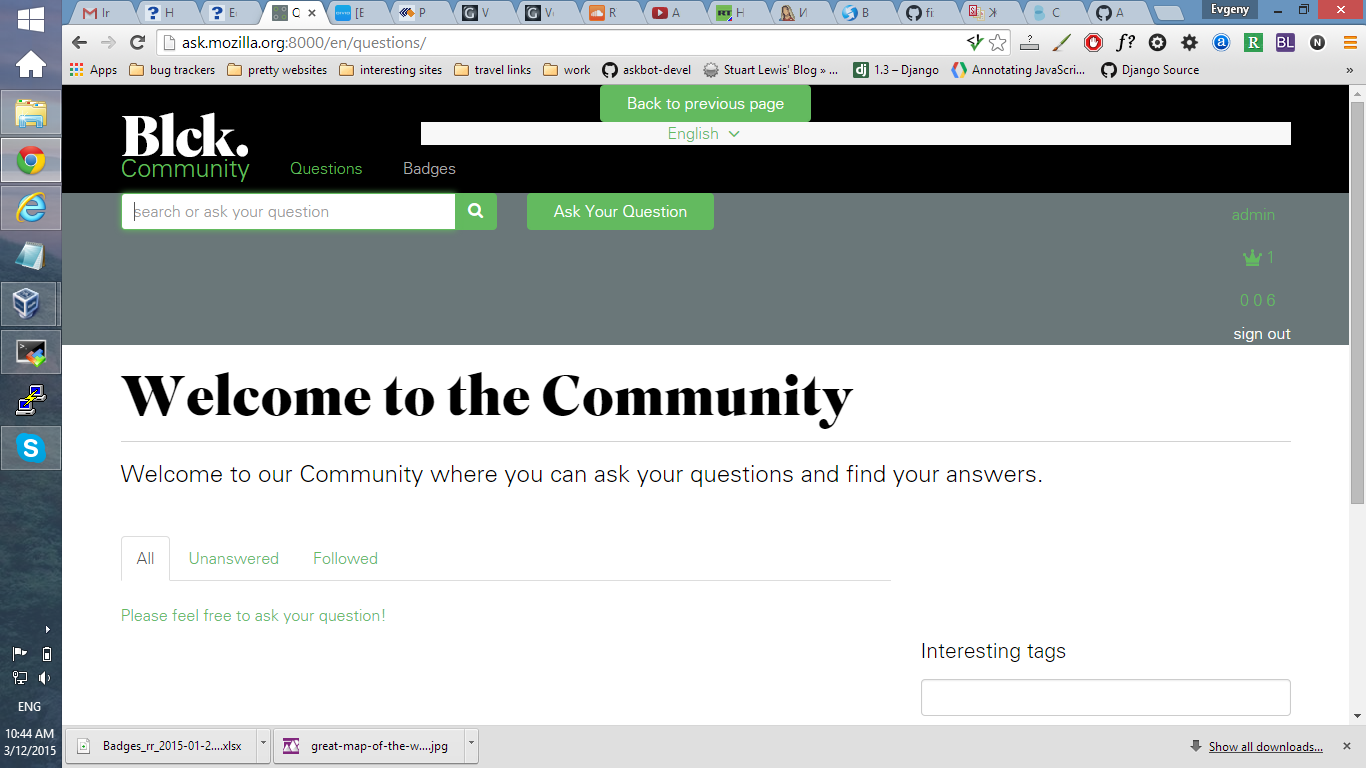 Evgeny
ask.mozilla.org:8000/en/questions/
f?
BL
N
Apps bug trackers pretty websites interesting sites travel links work askbot-devel Stuart Lewis' Blog » ... dj 1.3 – Django Annotating JavaScri... Django Source »
Back to previous page
Blck.
Community
English
Questions Badges
search or ask your question
Ask Your Question
admin
1
0 0 6
sign out
Welcome to the Community
Welcome to our Community where you can ask your questions and find your answers.
All Unanswered Followed
Please feel free to ask your question!
Interesting tags
ENG
10:44 AM
3/12/2015
Badges_rr_2015-01-2....xlsx
great-map-of-the-w....jpg
Show all downloads...